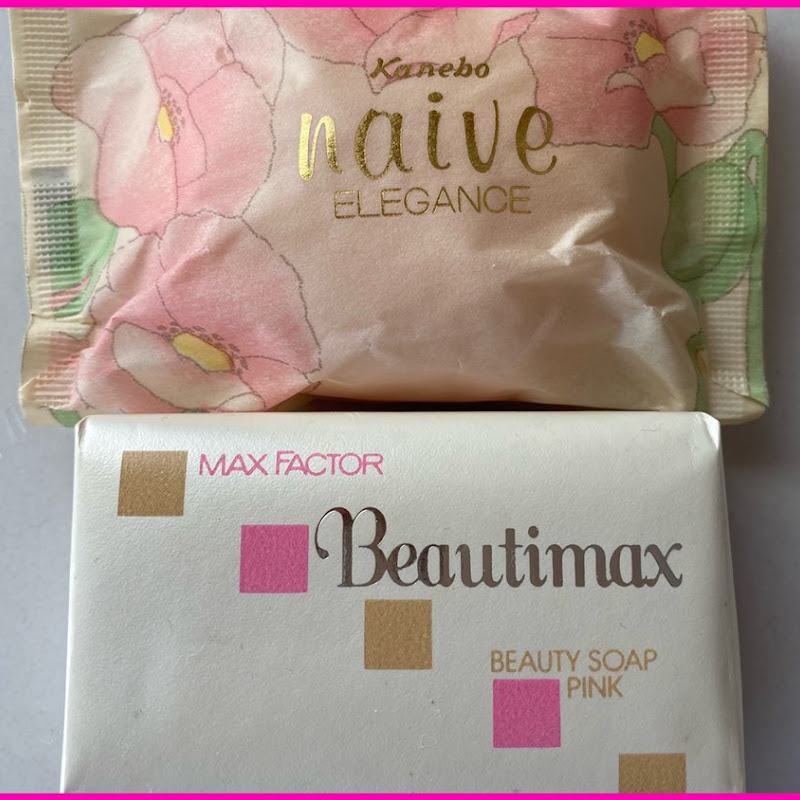 Kanebo
naive
ELEGANCE
MAX FACTOR
Beautimax
BEAUTY SOAP
PINK